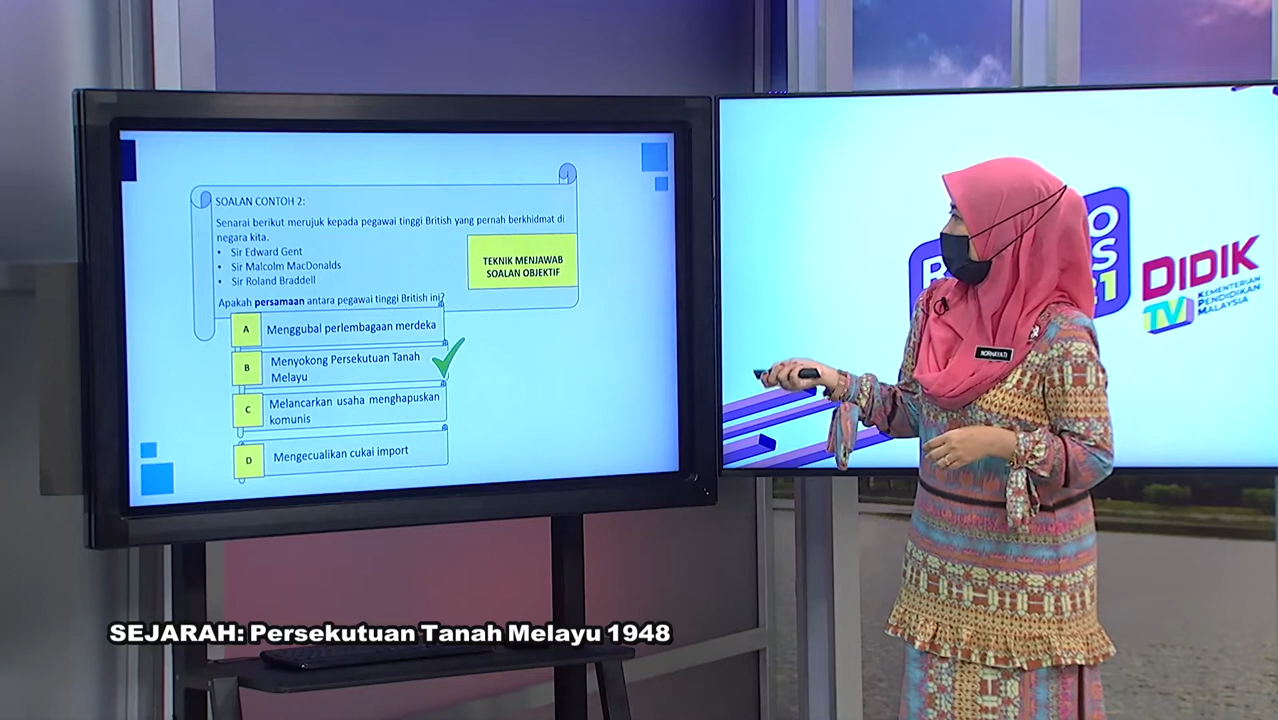 SOALAN CONTOH 2:
Senarai berikut merujuk kepada pegawai tinggi British yang pernah berkhidmat di
negara kita.
• Sir Edward Gent
• Sir Malcolm MacDonalds
• Sir Roland Braddell
TEKNIK MENJAWAB
SOALAN OBJEKTIF
Apakah persamaan antara pegawai tinggi British ini?
A Menggubal perlembagaan merdeka
B Menyokong Persekutuan Tanah
Melayu
C Melancarkan usaha menghapuskan
komunis
D Mengecualikan cukai import
DIDIK
TV
KEMENTERIAN
PENDIDIKAN
MALAYSIA
NORHAYATI
SEJARAH: Persekutuan Tanah Melayu 1948